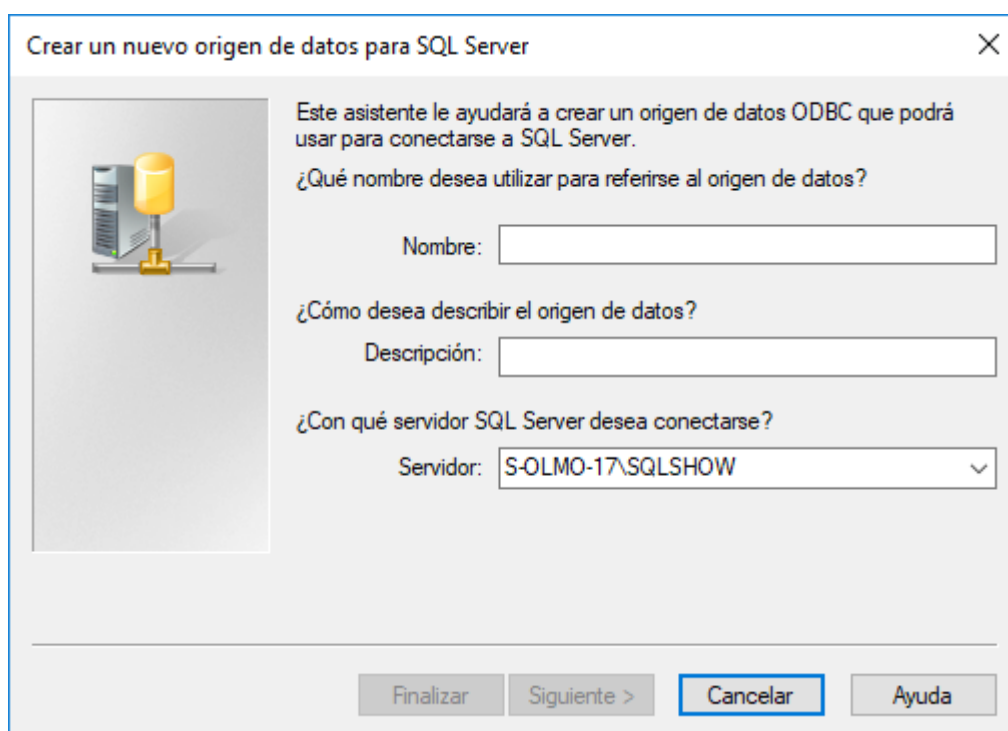 Crear un nuevo origen de datos para SQL Server
Este asistente le ayudará a crear un origen de datos ODBC que podrá
usar para conectarse a SQL Server.
¿Qué nombre desea utilizar para referirse al origen de datos?
Nombre:
¿Cómo desea describir el origen de datos?
Descripción:
¿Con qué servidor SQL Server desea conectarse?
Servidor: S-OLMO-17\SQLSHOW
Finalizar Siguiente > Cancelar Ayuda